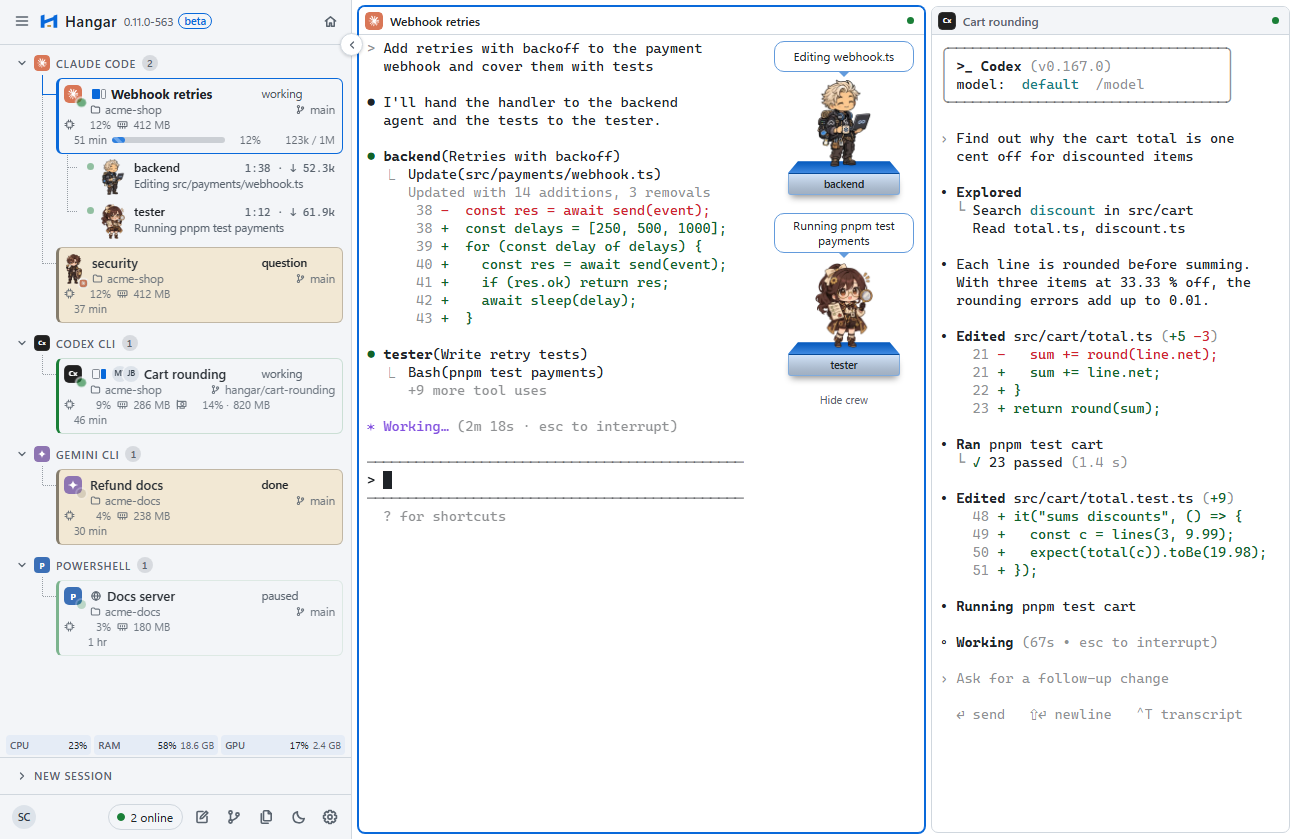 Hangar 0.11.0-563 beta
CLAUDE CODE 2
Webhook retries working
acme-shop main
12% 412 MB
51 min 12% 123k / 1M
backend 1:38 · ↓ 52.3k
Editing src/payments/webhook.ts
tester 1:12 · ↓ 61.9k
Running pnpm test payments
security question
acme-shop main
12% 412 MB
37 min
CODEX CLI 1
Cx
Cx M JB Cart rounding working
acme-shop hangar/cart-rounding
9% 286 MB 14% · 820 MB
46 min
GEMINI CLI 1
Refund docs done
acme-docs main
4% 238 MB
30 min
P POWERSHELL 1
P Docs server paused
acme-docs main
3% 180 MB
1 hr
CPU 23% RAM 58% 18.6 GB GPU 17% 2.4 GB
NEW SESSION
SC 2 online
Webhook retries
> Add retries with backoff to the payment
webhook and cover them with tests
● I'll hand the handler to the backend
agent and the tests to the tester.
● backend(Retries with backoff)
└ Update(src/payments/webhook.ts)
Updated with 14 additions, 3 removals
38 - const res = await send(event);
38 + const delays = [250, 500, 1000];
39 + for (const delay of delays) {
40 + const res = await send(event);
41 + if (res.ok) return res;
42 + await sleep(delay);
43 + }
● tester(Write retry tests)
└ Bash(pnpm test payments)
+9 more tool uses
* Working… (2m 18s · esc to interrupt)
>
? for shortcuts
Editing webhook.ts
backend
Running pnpm test
payments
tester
Hide crew
Cx Cart rounding
>_ Codex (v0.167.0)
model: default /model
› Find out why the cart total is one
cent off for discounted items
• Explored
└ Search discount in src/cart
Read total.ts, discount.ts
• Each line is rounded before summing.
With three items at 33.33 % off, the
rounding errors add up to 0.01.
• Edited src/cart/total.ts (+5 −3)
21 - sum += round(line.net);
21 + sum += line.net;
22 + }
23 + return round(sum);
• Ran pnpm test cart
└ ✓ 23 passed (1.4 s)
• Edited src/cart/total.test.ts (+9)
48 + it("sums discounts", () => {
49 + const c = lines(3, 9.99);
50 + expect(total(c)).toBe(19.98);
51 + });
• Running pnpm test cart
◦ Working (67s • esc to interrupt)
› Ask for a follow-up change
↵ send ⇧↵ newline ⌃T transcript